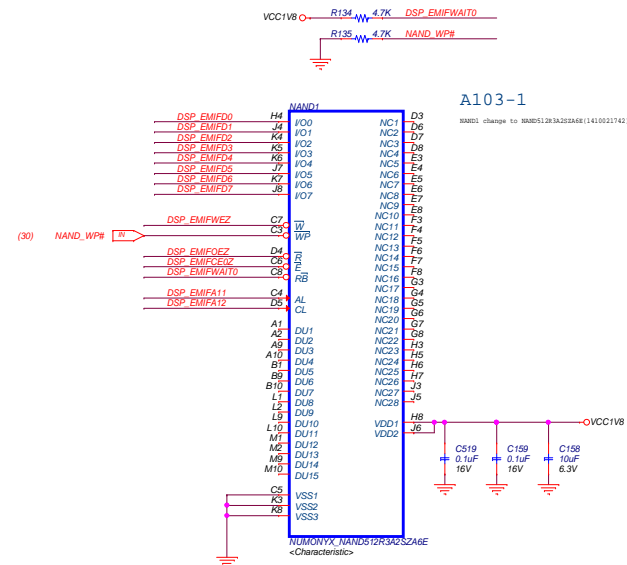 VCC1V8 R134 4.7K DSP_EMIFWAIT0
R135 4.7K NAND_WP#
A103-1
NAND1 change to NAND512R3A2SZA6E(1410021742)
NAND1
DSP_EMIFD0 H4 I/O0 NC1 D3
DSP_EMIFD1 J4 I/O1 NC2 D6
DSP_EMIFD2 K4 I/O2 NC3 D7
DSP_EMIFD3 K5 I/O3 NC4 D8
DSP_EMIFD4 K6 I/O4 NC5 E3
DSP_EMIFD5 J7 I/O5 NC6 E4
DSP_EMIFD6 K7 I/O6 NC7 E5
DSP_EMIFD7 J8 I/O7 NC8 E6
NC9 E7
DSP_EMIFWEZ C7 W NC10 E8
(30) NAND_WP# IN C3 WP NC11 F3
NC12 F4
NC13 F5
DSP_EMIFOEZ D4 R NC14 F6
DSP_EMIFCE0Z C6 E NC15 F7
DSP_EMIFWAIT0 C8 RB NC16 F8
NC17 G3
DSP_EMIFA11 C4 AL NC18 G4
DSP_EMIFA12 D5 CL NC19 G5
NC20 G6
A1 DU1 NC21 G7
A2 DU2 NC22 G8
A9 DU3 NC23 H3
A10 DU4 NC24 H5
B1 DU5 NC25 H6
B9 DU6 NC26 H7
B10 DU7 NC27 J3
L1 DU8 NC28 J5
L2 DU9
L9 DU10 VDD1 H8 VCC1V8
L10 DU11 VDD2 J6
M1 DU12
M2 DU13
M9 DU14
M10 DU15
C519 C159 C158
0.1uF 0.1uF 10uF
16V 16V 6.3V
C5 VSS1
K3 VSS2
K8 VSS3
NUMONYX_NAND512R3A2SZA6E
<Characteristic>